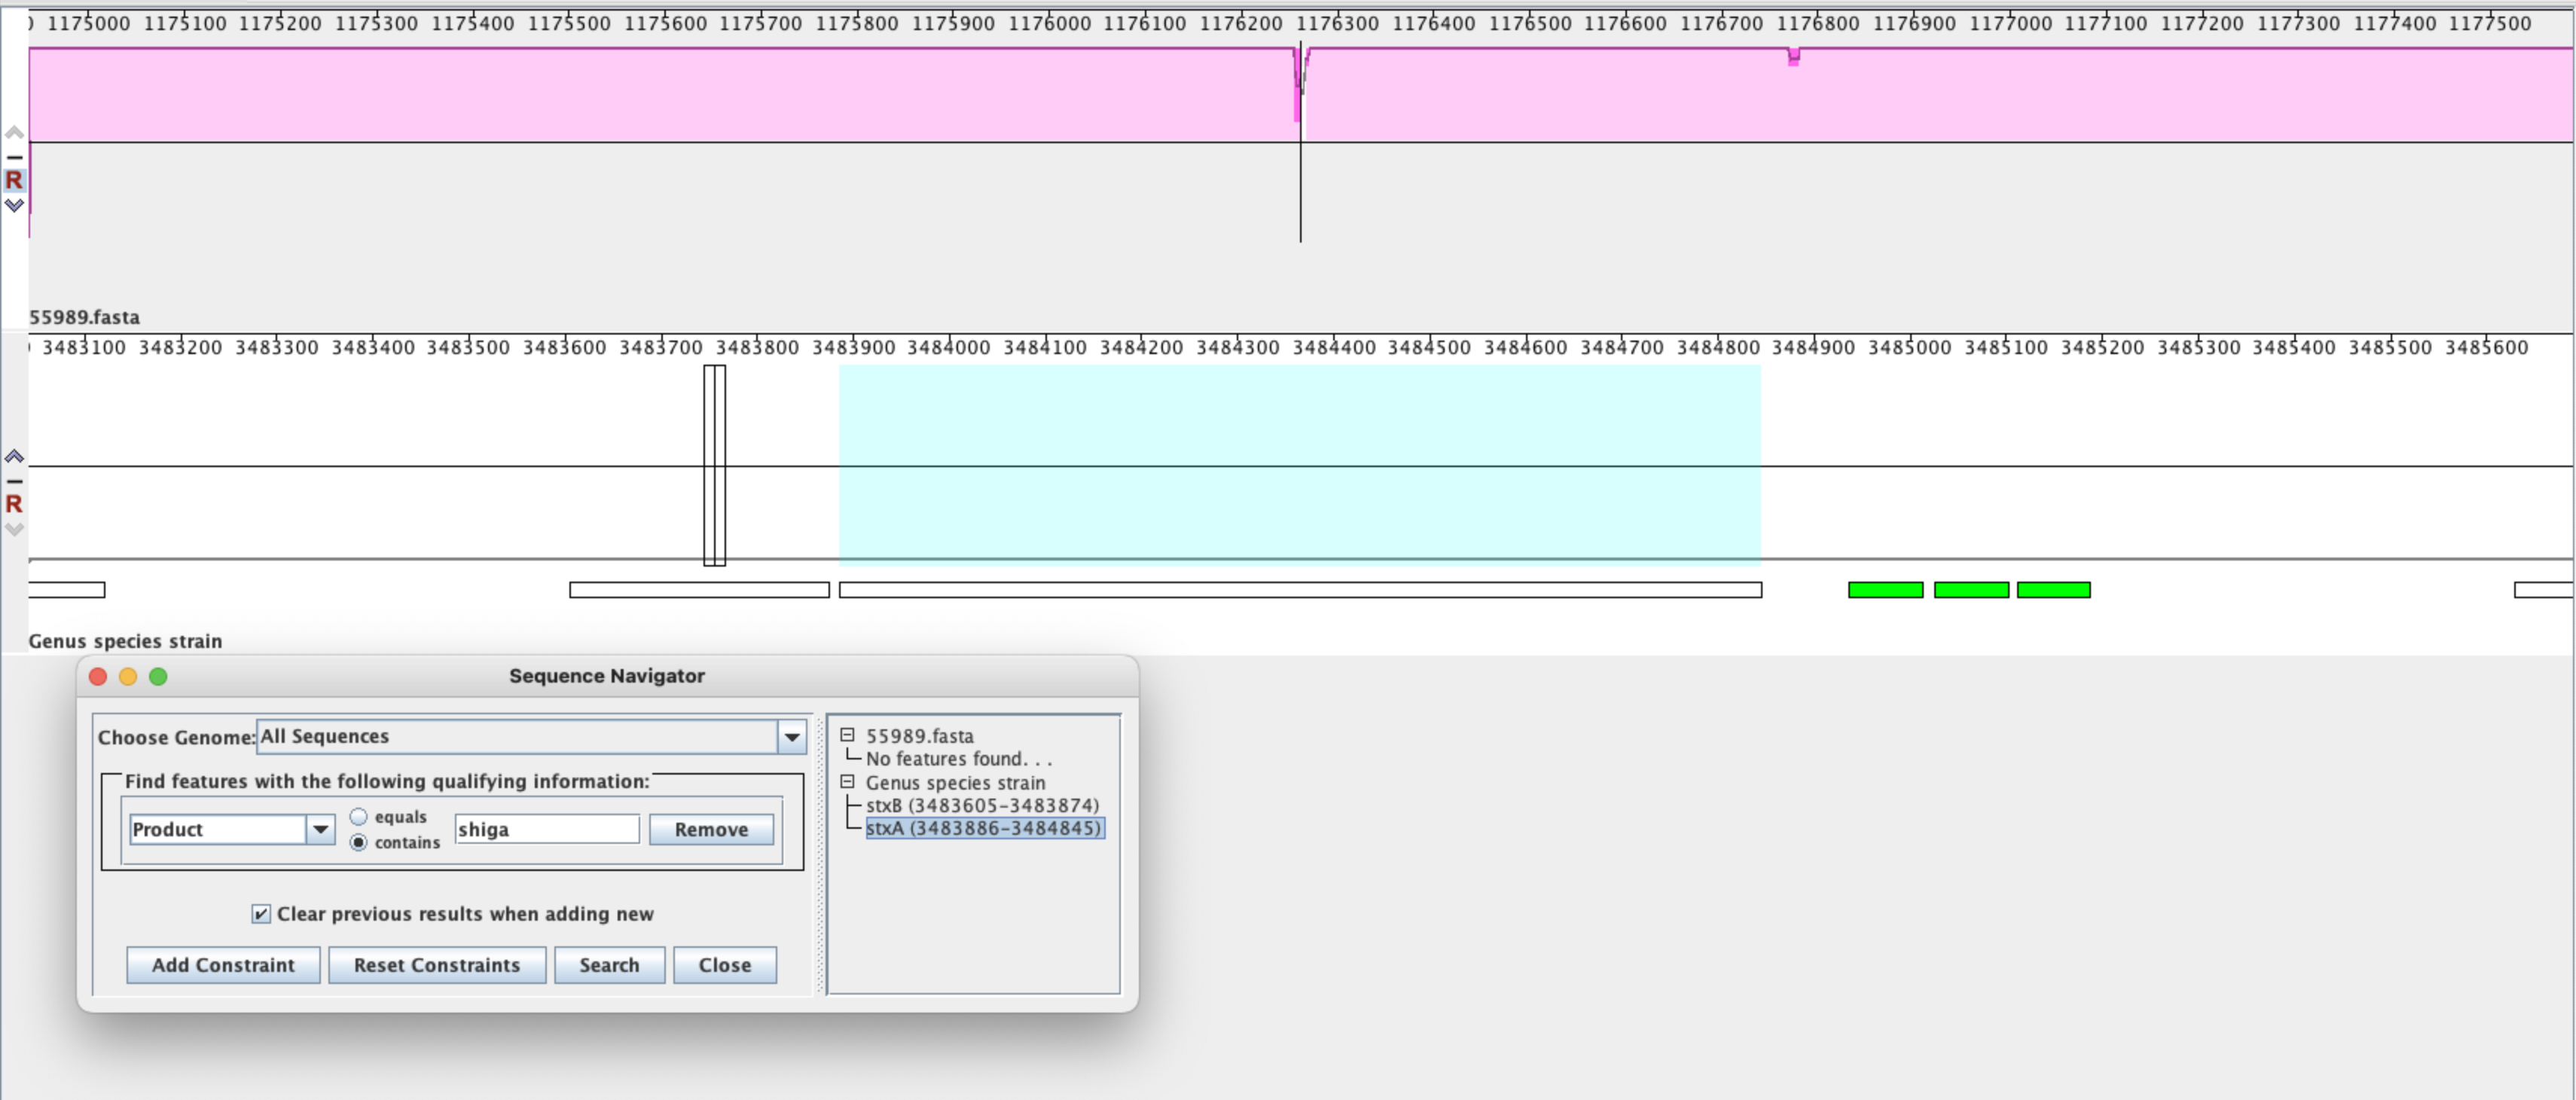 0 1175000 1175100 1175200 1175300 1175400 1175500 1175600 1175700 1175800 1175900 1176000 1176100 1176200 1176300 1176400 1176500 1176600 1176700 1176800 1176900 1177000 1177100 1177200 1177300 1177400 1177500
R
55989.fasta
3483100 3483200 3483300 3483400 3483500 3483600 3483700 3483800 3483900 3484000 3484100 3484200 3484300 3484400 3484500 3484600 3484700 3484800 3484900 3485000 3485100 3485200 3485300 3485400 3485500 3485600
R
Genus species strain
Sequence Navigator
Choose Genome: All Sequences
Find features with the following qualifying information:
Product
equals
contains
shiga
Remove
Clear previous results when adding new
Add Constraint
Reset Constraints
Search
Close
55989.fasta
No features found. . .
Genus species strain
stxB (3483605-3483874)
stxA (3483886-3484845)